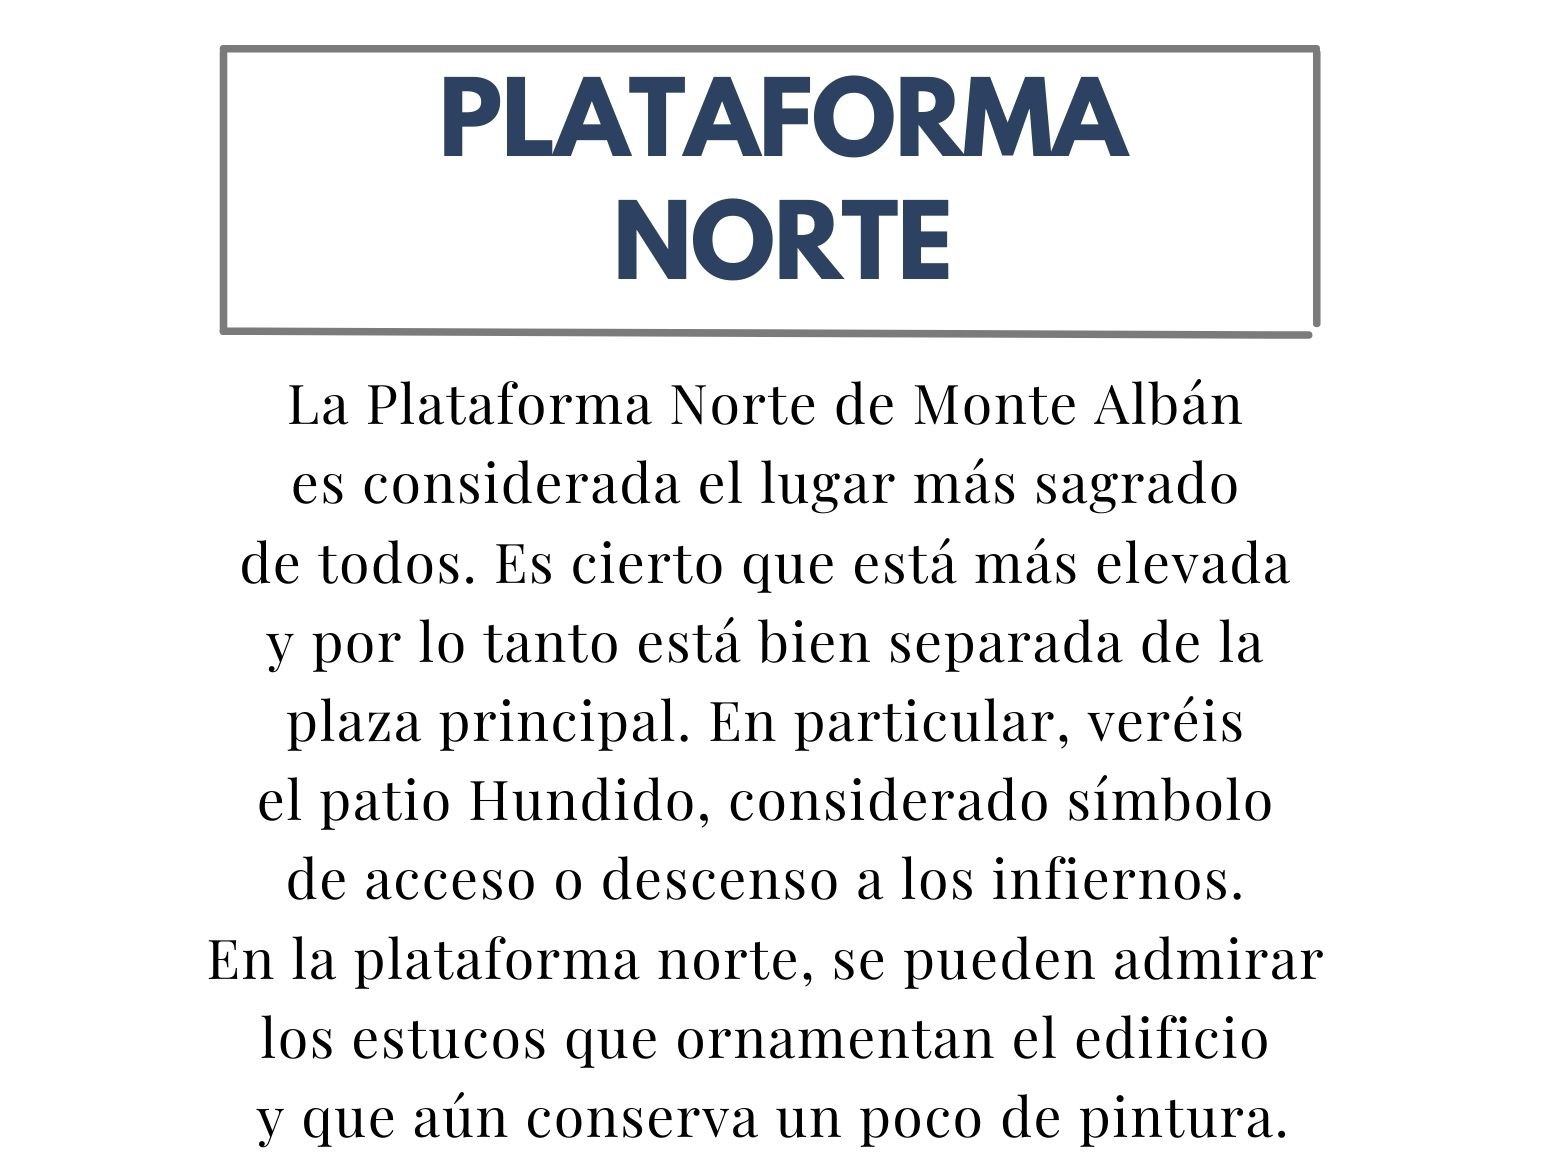 PLATAFORMA
NORTE
La Plataforma Norte de Monte Albán
es considerada el lugar más sagrado
de todos. Es cierto que está más elevada
y por lo tanto está bien separada de la
plaza principal. En particular, veréis
el patio Hundido, considerado símbolo
de acceso o descenso a los infiernos.
En la plataforma norte, se pueden admirar
los estucos que ornamentan el edificio
y que aún conserva un poco de pintura.